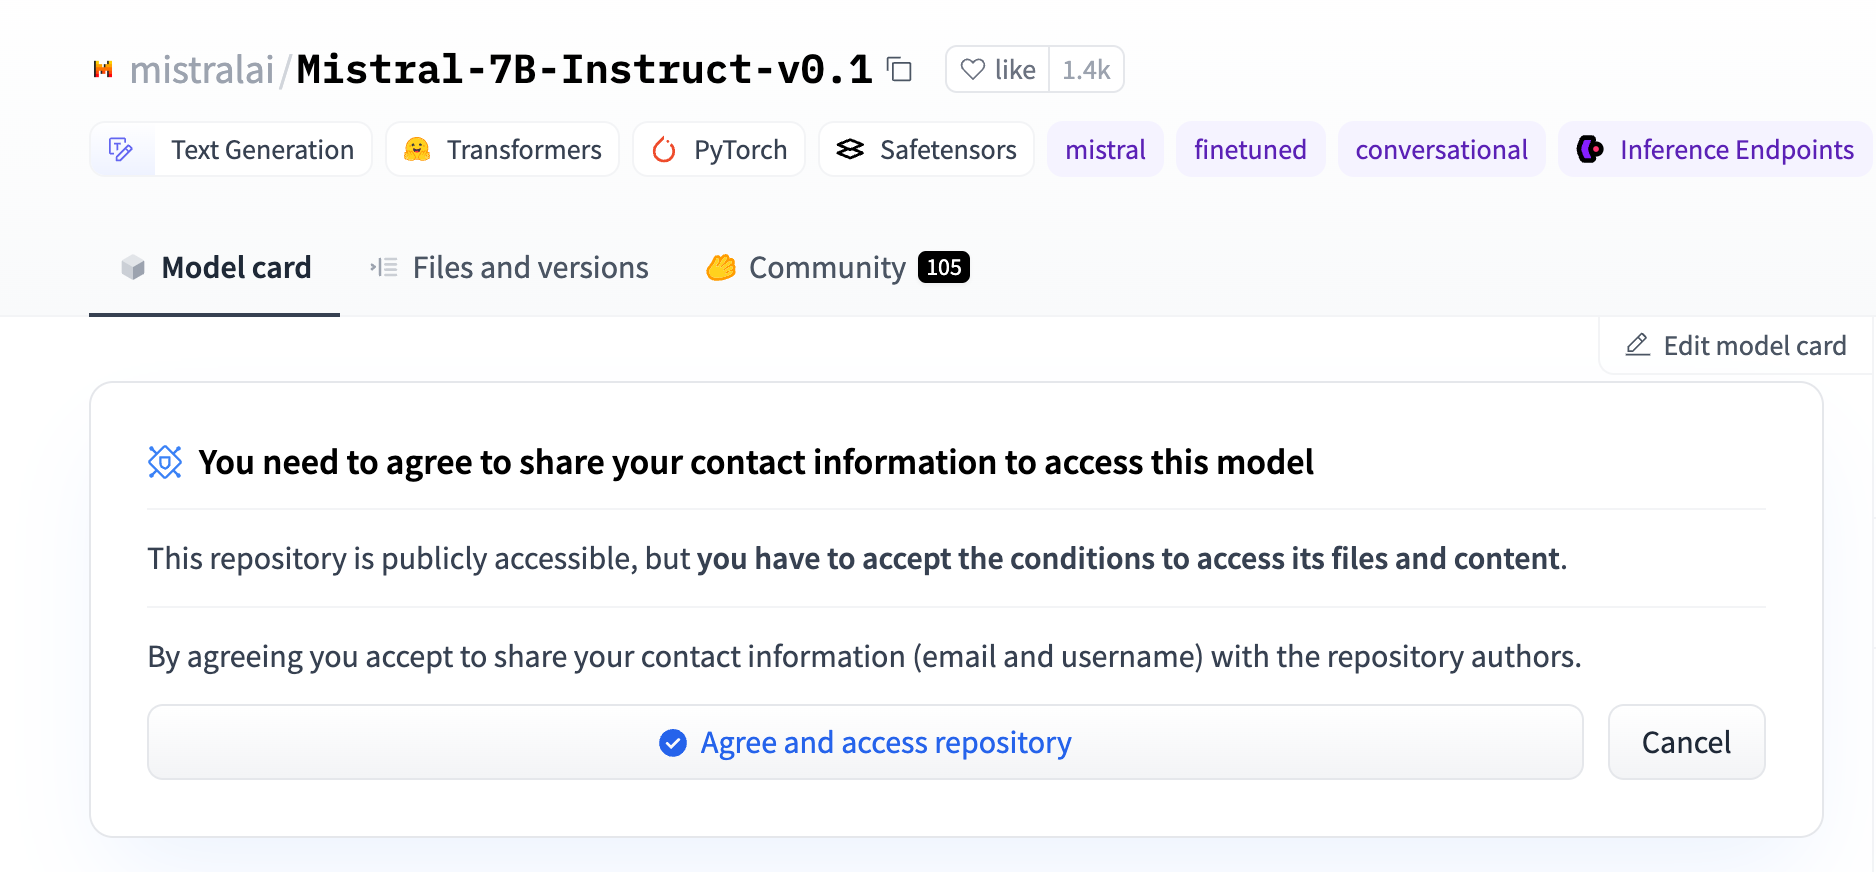 mistralai/Mistral-7B-Instruct-v0.1 like 1.4k
Text Generation Transformers PyTorch Safetensors mistral finetuned conversational Inference Endpoints
Model card Files and versions Community 105
Edit model card
You need to agree to share your contact information to access this model
This repository is publicly accessible, but you have to accept the conditions to access its files and content.
By agreeing you accept to share your contact information (email and username) with the repository authors.
Agree and access repository Cancel